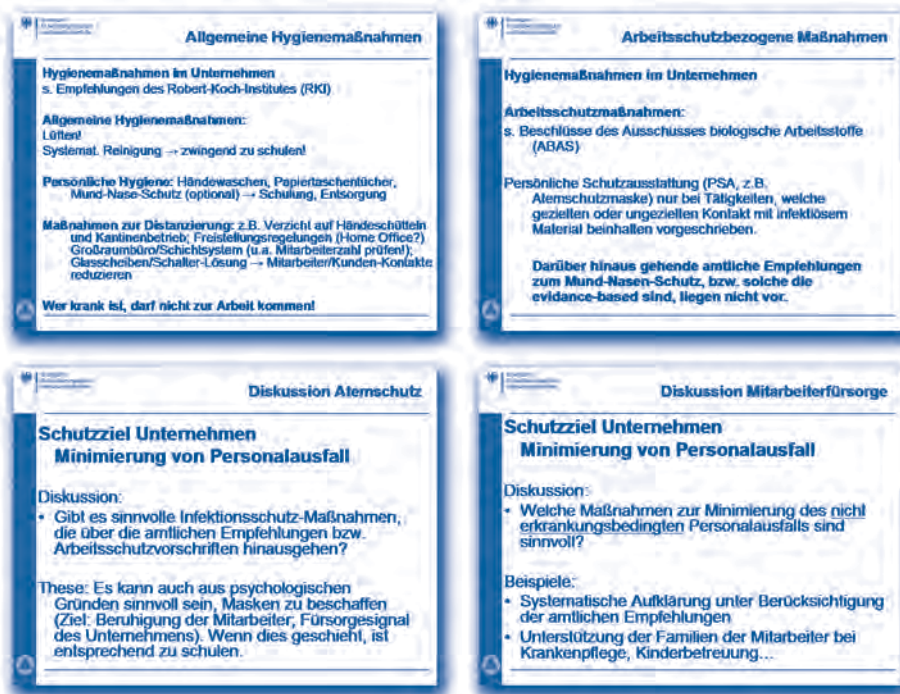 Allgemeine Hygienemaßnahmen
Hygienemaßnahmen im Unternehmen
s. Empfehlungen des Robert-Koch-Institutes (RKI)
Allgemeine Hygienemaßnahmen:
Lüften!
Systemat. Reinigung → zwingend zu schulen!
Persönliche Hygiene: Händewaschen, Papiertaschentücher,
Mund-Nase-Schutz (optional) → Schulung, Entsorgung
Maßnahmen zur Distanzierung: z.B. Verzicht auf Händeschütteln
und Kantinenbetrieb; Freistellungsregelungen (Home Office?)
Großraumbüro/Schichtsystem (u.a. Mitarbeiterzahl prüfen!);
Glasscheiben/Schalter-Lösung → Mitarbeiter/Kunden-Kontakte
reduzieren
Wer krank ist, darf nicht zur Arbeit kommen!
Arbeitsschutzbezogene Maßnahmen
Hygienemaßnahmen im Unternehmen
Arbeitsschutzmaßnahmen:
s. Beschlüsse des Ausschusses biologische Arbeitsstoffe
(ABAS)
Persönliche Schutzausstattung (PSA, z.B.
Atemschutzmaske) nur bei Tätigkeiten, welche
gezielten oder ungezielten Kontakt mit infektiösem
Material beinhalten vorgeschrieben.
Darüber hinaus gehende amtliche Empfehlungen
zum Mund-Nasen-Schutz, bzw. solche die
evidance-based sind, liegen nicht vor.
Diskussion Atemschutz
Schutzziel Unternehmen
Minimierung von Personalausfall
Diskussion:
• Gibt es sinnvolle Infektionsschutz-Maßnahmen,
die über die amtlichen Empfehlungen bzw.
Arbeitsschutzvorschriften hinausgehen?
These: Es kann auch aus psychologischen
Gründen sinnvoll sein, Masken zu beschaffen
(Ziel: Beruhigung der Mitarbeiter; Fürsorgesignal
des Unternehmens). Wenn dies geschieht, ist
entsprechend zu schulen.
Diskussion Mitarbeiterfürsorge
Schutzziel Unternehmen
Minimierung von Personalausfall
Diskussion:
• Welche Maßnahmen zur Minimierung des nicht
erkrankungsbedingten Personalausfalls sind
sinnvoll?
Beispiele:
• Systematische Aufklärung unter Berücksichtigung
der amtlichen Empfehlungen
• Unterstützung der Familien der Mitarbeiter bei
Krankenpflege, Kinderbetreuung…